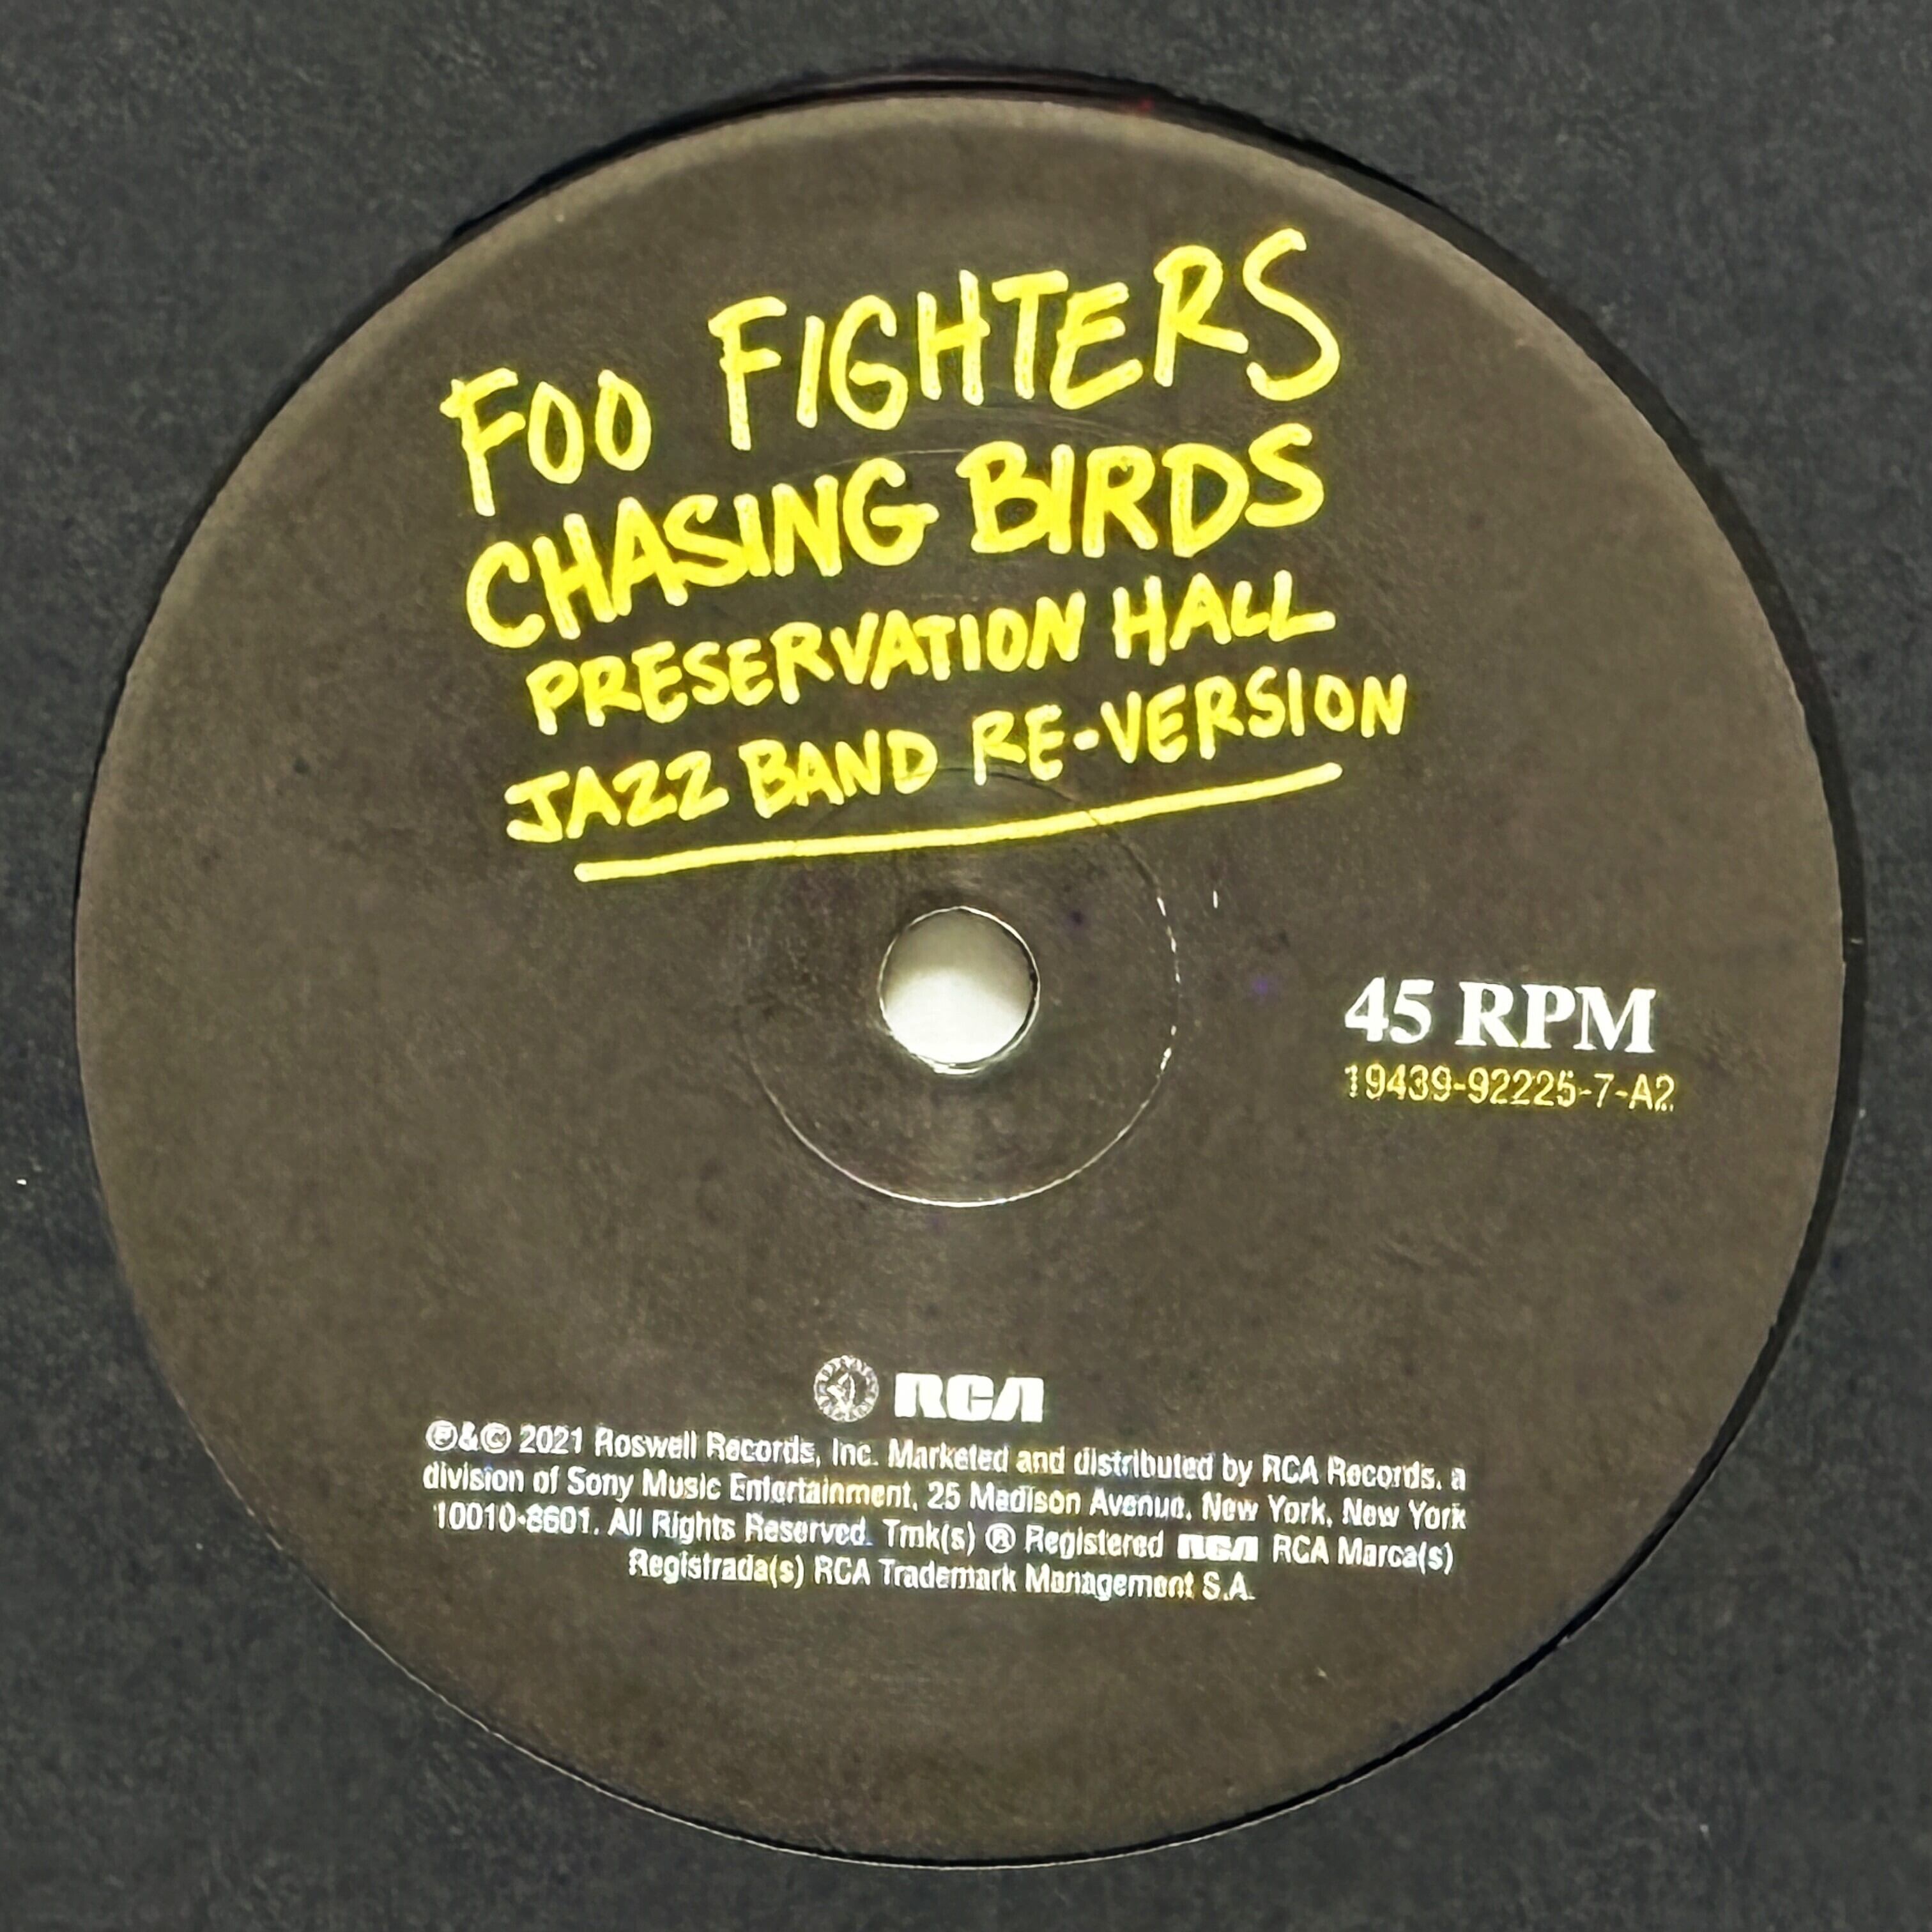 FOO FIGHTERS
CHASING BIRDS
PRESERVATION HALL
JAZZ BAND RE-VERSION
45 RPM
19439-92225-7-A2
RCA
℗&© 2021 Roswell Records, Inc. Marketed and distributed by RCA Records, a
division of Sony Music Entertainment, 25 Madison Avenue, New York, New York
10010-8601. All Rights Reserved. Tmk(s) ® Registered RCA RCA Marca(s)
Registrada(s) RCA Trademark Management S.A.